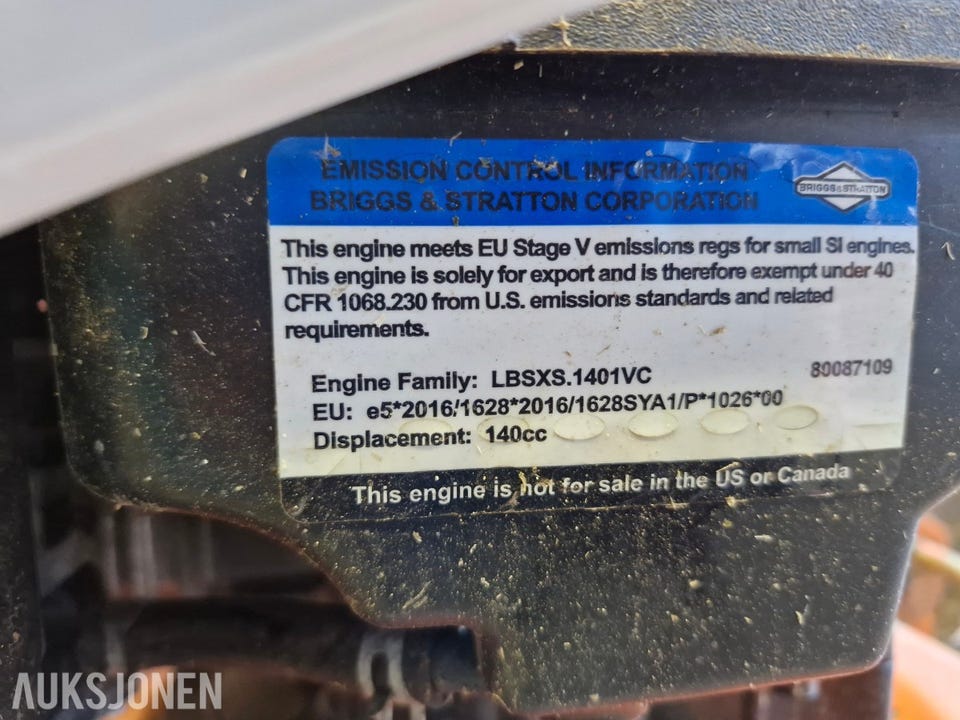 EMISSION CONTROL INFORMATION
BRIGGS & STRATTON CORPORATION
BRIGGS & STRATTON
This engine meets EU Stage V emissions regs for small SI engines.
This engine is solely for export and is therefore exempt under 40
CFR 1068.230 from U.S. emissions standards and related
requirements.
Engine Family: LBSXS.1401VC
80087109
EU: e5*2016/1628*2016/1628SYA1/P*1026*00
Displacement: 140cc
This engine is not for sale in the US or Canada
AUKSJONEN